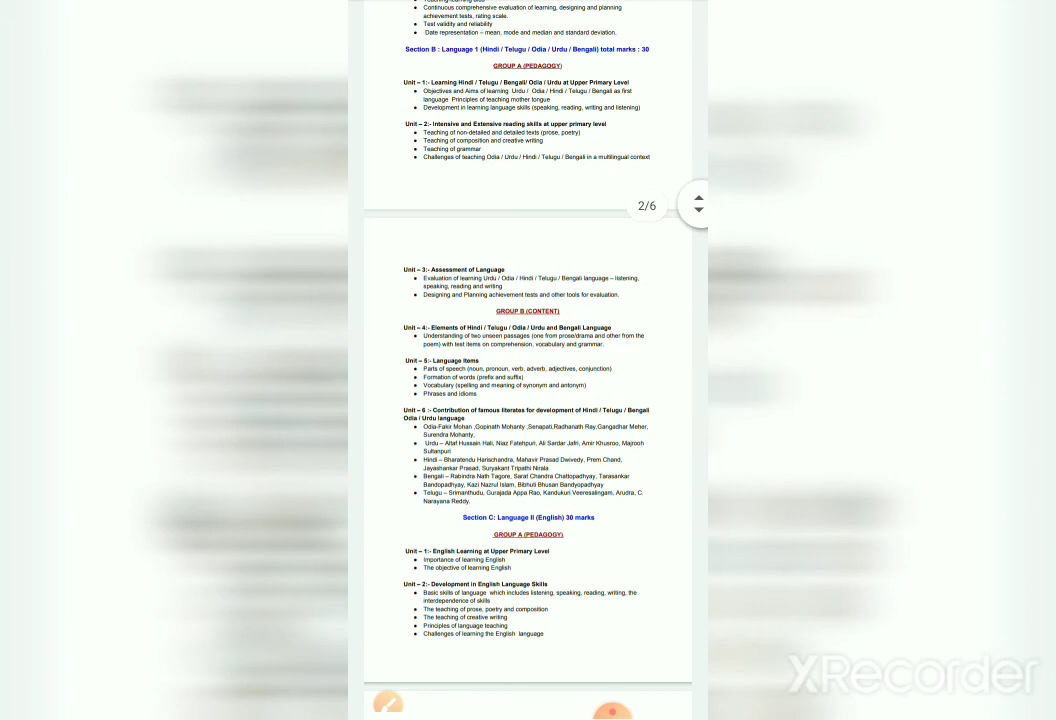 Continuous comprehensive evaluation of learning, designing and planning
achievement tests, rating scale.
Test validity and reliability
Date representation – mean, mode and median and standard deviation.
Section B : Language 1 (Hindi / Telugu / Odia / Urdu / Bengali) total marks : 30
GROUP A (PEDAGOGY)
Unit – 1:- Learning Hindi / Telugu / Bengali/ Odia / Urdu at Upper Primary Level
Objectives and Aims of learning Urdu / Odia / Hindi / Telugu / Bengali as first
language Principles of teaching mother tongue
Development in learning language skills (speaking, reading, writing and listening)
Unit – 2:- Intensive and Extensive reading skills at upper primary level
Teaching of non-detailed and detailed texts (prose, poetry)
Teaching of composition and creative writing
Teaching of grammar
Challenges of teaching Odia / Urdu / Hindi / Telugu / Bengali in a multilingual context
2/6
Unit – 3:- Assessment of Language
Evaluation of learning Urdu / Odia / Hindi / Telugu / Bengali language – listening,
speaking, reading and writing
Designing and Planning achievement tests and other tools for evaluation.
GROUP B (CONTENT)
Unit – 4:- Elements of Hindi / Telugu / Odia / Urdu and Bengali Language
Understanding of two unseen passages (one from prose/drama and other from the
poem) with test items on comprehension, vocabulary and grammar.
Unit – 5:- Language Items
Parts of speech (noun, pronoun, verb, adverb, adjectives, conjunction)
Formation of words (prefix and suffix)
Vocabulary (spelling and meaning of synonym and antonym)
Phrases and idioms
Unit – 6 :- Contribution of famous literates for development of Hindi / Telugu / Bengali
Odia / Urdu language
Odia-Fakir Mohan ,Gopinath Mohanty ,Senapati,Radhanath Ray,Gangadhar Meher,
Surendra Mohanty,
Urdu – Altaf Hussain Hali, Niaz Fatehpuri, Ali Sardar Jafri, Amir Khusroo, Majrooh
Sultanpuri
Hindi – Bharatendu Harischandra, Mahavir Prasad Dwivedy, Prem Chand,
Jayashankar Prasad, Suryakant Tripathi Nirala
Bengali – Rabindra Nath Tagore, Sarat Chandra Chattopadhyay, Tarasankar
Bandopadhyay, Kazi Nazrul Islam, Bibhuti Bhusan Bandyopadhyay
Telugu – Srimanthudu, Gurajada Appa Rao, Kandukuri Veeresalingam, Arudra, C.
Narayana Reddy.
Section C: Language II (English) 30 marks
GROUP A (PEDAGOGY)
Unit – 1:- English Learning at Upper Primary Level
Importance of learning English
The objective of learning English
Unit – 2:- Development in English Language Skills
Basic skills of language which includes listening, speaking, reading, writing, the
interdependence of skills
The teaching of prose, poetry and composition
The teaching of creative writing
Principles of language teaching
Challenges of learning the English language
XRecorder